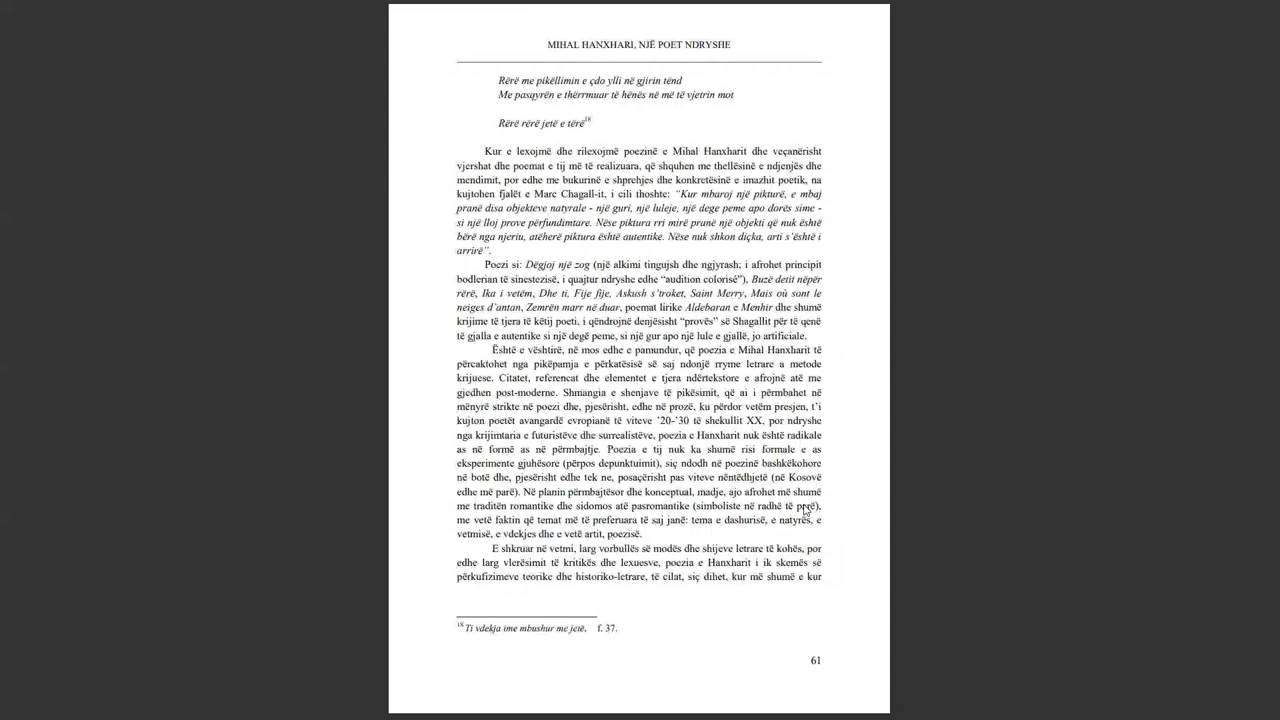 MIHAL HANXHARI, NJË POET NDRYSHE
Rërë me pikëllimin e çdo ylli në gjirin tënd
Me pasqyrën e thërrmuar të hënës në më të vjetrin mot
Rërë rërë jetë e tërë18
Kur e lexojmë dhe rilexojmë poezinë e Mihal Hanxharit dhe veçanërisht
vjershat dhe poemat e tij më të realizuara, që shquhen me thellësinë e ndjenjës dhe
mendimit, por edhe me bukurinë e shprehjes dhe konkretësinë e imazhit poetik, na
kujtohen fjalët e Marc Chagall-it, i cili thoshte: “Kur mbaroj një pikturë, e mbaj
pranë disa objekteve natyrale - një guri, një luleje, një dege peme apo dorës sime -
si një lloj prove përfundimtare. Nëse piktura rri mirë pranë një objekti që nuk është
bërë nga njeriu, atëherë piktura është autentike. Nëse nuk shkon diçka, arti s’është i
arrirë”.
Poezi si: Dëgjoj një zog (një alkimi tingujsh dhe ngjyrash; i afrohet principit
bodlerian të sinestezisë, i quajtur ndryshe edhe “audition colorisé”), Buzë detit nëpër
rërë, Ika i vetëm, Dhe ti, Fije fije, Askush s’troket, Saint Merry, Mais où sont le
neiges d’antan, Zemrën marr në duar, poemat lirike Aldebaran e Menhir dhe shumë
krijime të tjera të këtij poeti, i qëndrojnë denjësisht “provës” së Shagallit për të qenë
të gjalla e autentike si një degë peme, si një gur apo një lule e gjallë, jo artificiale.
Është e vështirë, në mos edhe e pamundur, që poezia e Mihal Hanxharit të
përcaktohet nga pikëpamja e përkatësisë së saj ndonjë rryme letrare a metode
krijuese. Citatet, referencat dhe elementet e tjera ndërtekstore e afrojnë atë me
gjedhen post-moderne. Shmangia e shenjave të pikësimit, që ai i përmbahet në
mënyrë strikte në poezi dhe, pjesërisht, edhe në prozë, ku përdor vetëm presjen, t’i
kujton poetët avangardë evropianë të viteve ’20-’30 të shekullit XX, por ndryshe
nga krijimtaria e futuristëve dhe surrealistëve, poezia e Hanxharit nuk është radikale
as në formë as në përmbajtje. Poezia e tij nuk ka shumë risi formale e as
eksperimente gjuhësore (përpos depunktuimit), siç ndodh në poezinë bashkëkohore
në botë dhe, pjesërisht edhe tek ne, posaçërisht pas viteve nëntëdhjetë (në Kosovë
edhe më parë). Në planin përmbajtësor dhe konceptual, madje, ajo afrohet më shumë
me traditën romantike dhe sidomos atë pasromantike (simboliste në radhë të parë),
me vetë faktin që temat më të preferuara të saj janë: tema e dashurisë, e natyrës, e
vetmisë, e vdekjes dhe e vetë artit, poezisë.
E shkruar në vetmi, larg vorbullës së modës dhe shijeve letrare të kohës, por
edhe larg vlerësimit të kritikës dhe lexuesve, poezia e Hanxharit i ik skemës së
përkufizimeve teorike dhe historiko-letrare, të cilat, siç dihet, kur më shumë e kur
18 Ti vdekja ime mbushur me jetë, f. 37.
61